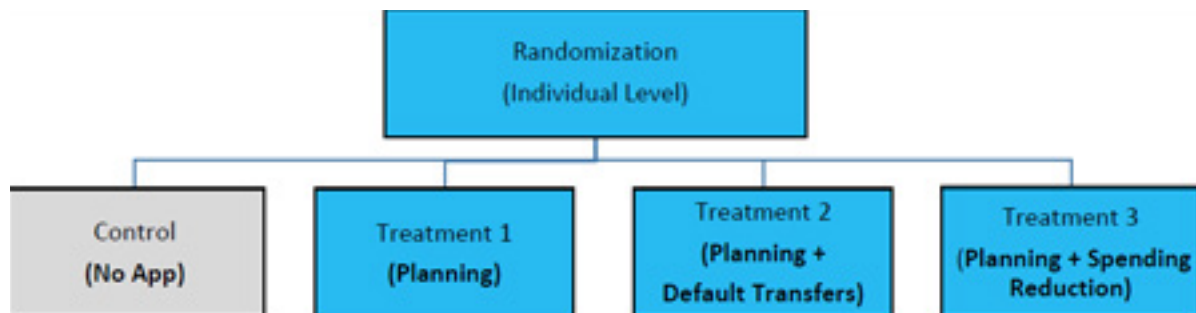 Randomization
(Individual Level)
Control
(No App)
Treatment 1
(Planning)
Treatment 2
(Planning +
Default Transfers)
Treatment 3
(Planning + Spending
Reduction)